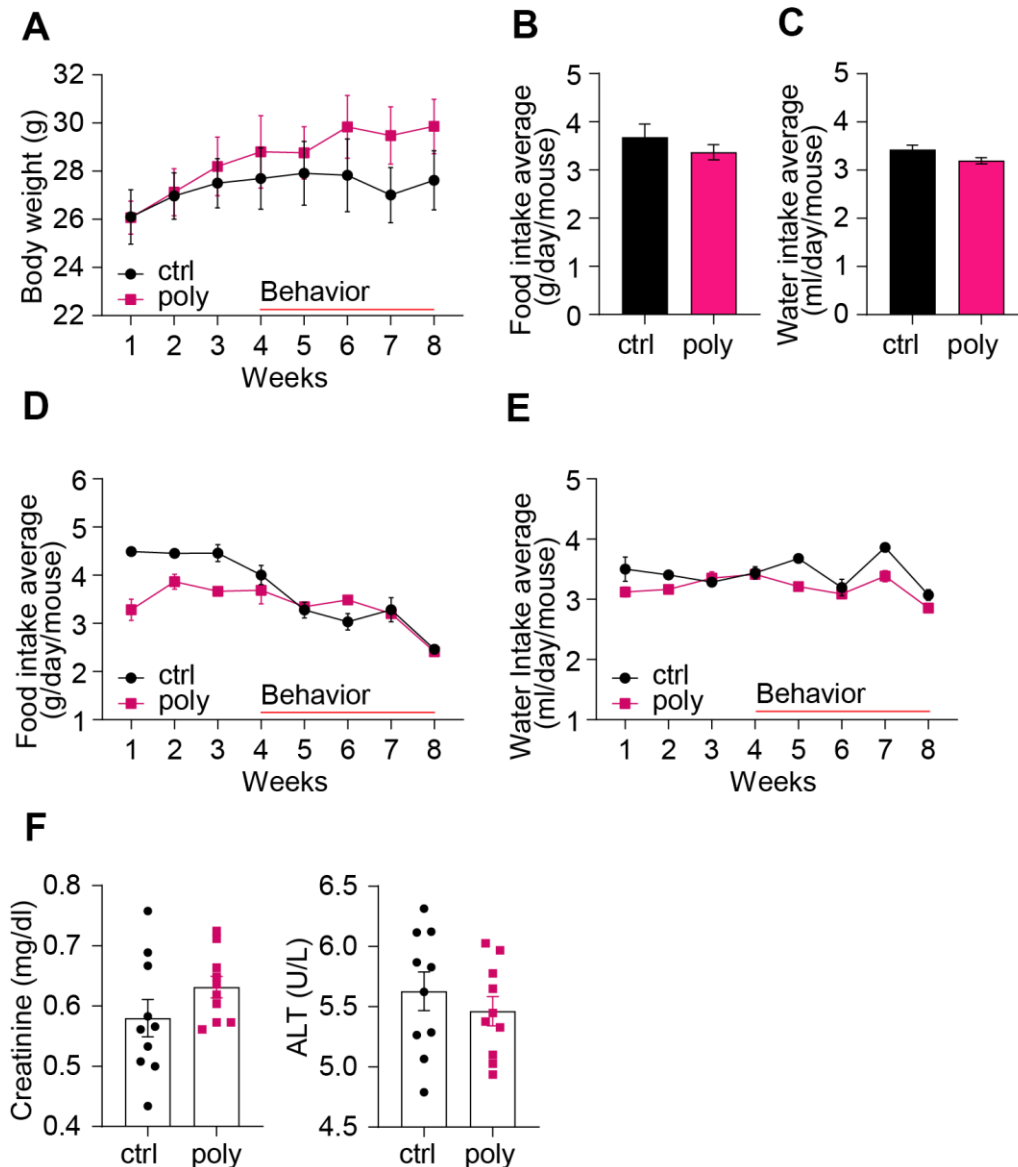 A
Body weight (g)
32
30
28
26
24
22
ctrl
poly
Behavior
1 2 3 4 5 6 7 8
Weeks
B
Food intake average
(g/day/mouse)
5
4
3
2
1
0
ctrl poly
C
Water intake average
(ml/day/mouse)
5
4
3
2
1
0
ctrl poly
D
Food intake average
(g/day/mouse)
6
5
4
3
2
1
ctrl
poly
Behavior
1 2 3 4 5 6 7 8
Weeks
E
Water Intake average
(ml/day/mouse)
5
4
3
2
1
ctrl
poly
Behavior
1 2 3 4 5 6 7 8
Weeks
F
Creatinine (mg/dl)
0.8
0.7
0.6
0.5
0.4
ctrl poly
ALT (U/L)
6.5
6.0
5.5
5.0
4.5
ctrl poly